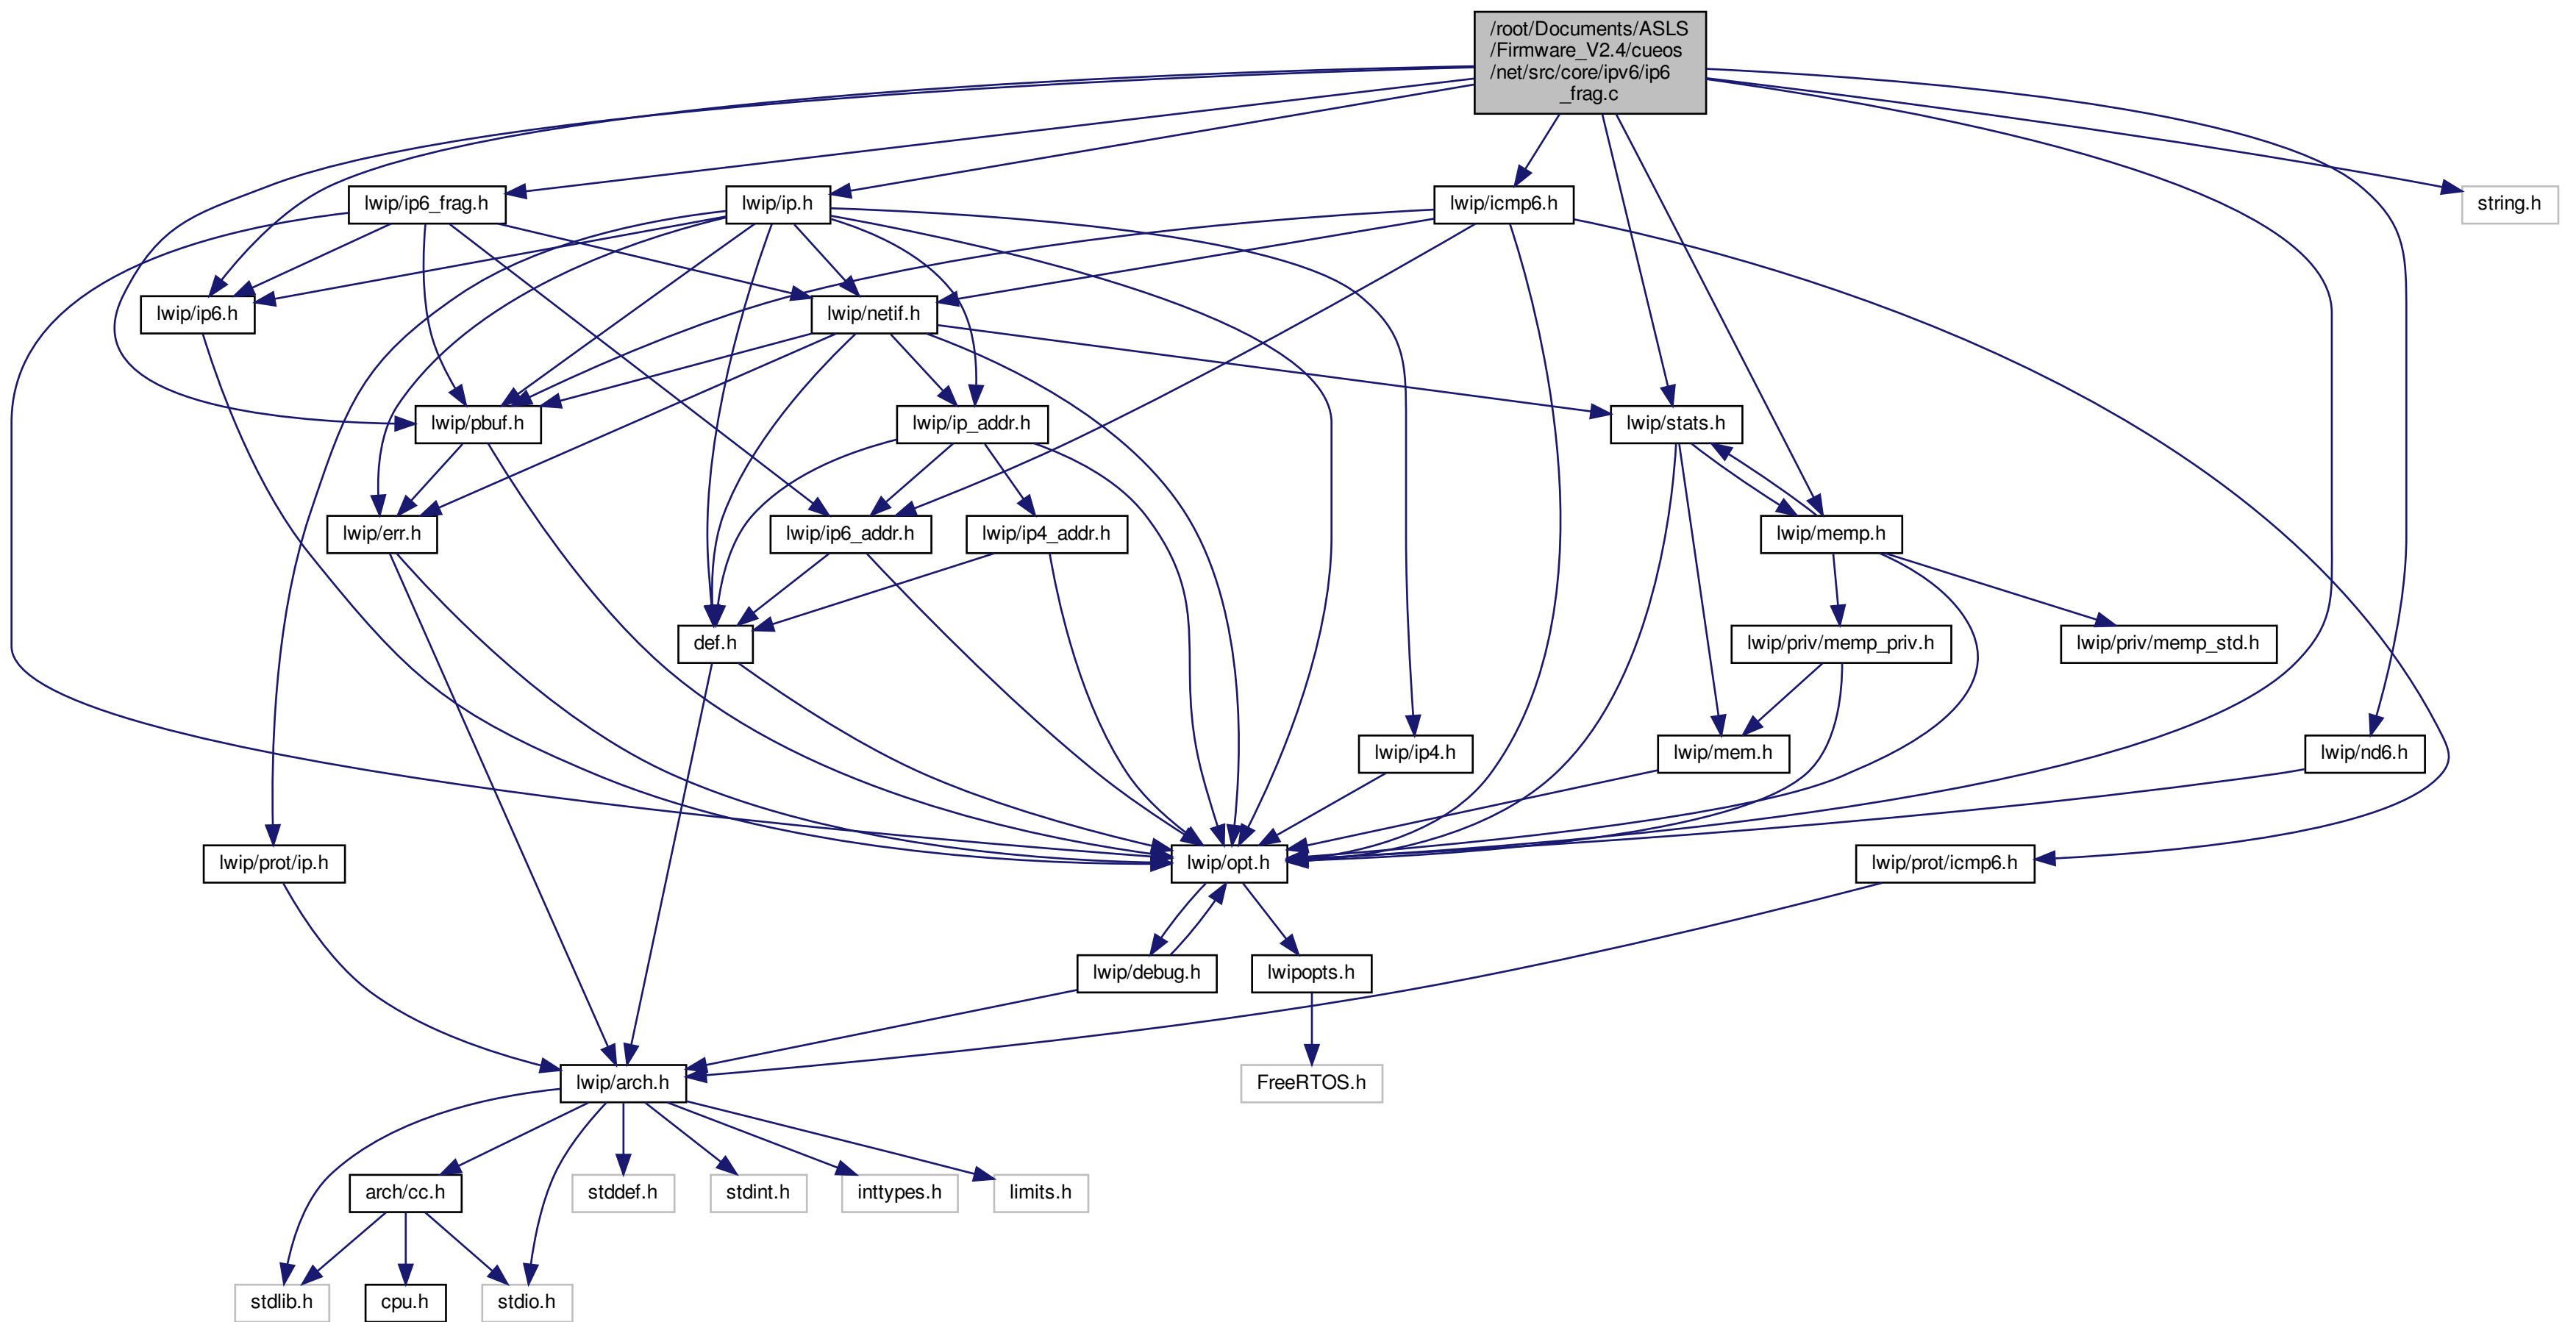 /root/Documents/ASLS
/Firmware_V2.4/cueos
/net/src/core/ipv6/ip6
_frag.c
lwip/ip6_frag.h
lwip/ip.h
lwip/icmp6.h
string.h
lwip/ip6.h
lwip/netif.h
lwip/pbuf.h
lwip/ip_addr.h
lwip/stats.h
lwip/err.h
lwip/ip6_addr.h
lwip/ip4_addr.h
lwip/memp.h
def.h
lwip/priv/memp_priv.h
lwip/priv/memp_std.h
lwip/ip4.h
lwip/mem.h
lwip/nd6.h
lwip/prot/ip.h
lwip/opt.h
lwip/prot/icmp6.h
lwip/debug.h
lwipopts.h
lwip/arch.h
FreeRTOS.h
arch/cc.h
stddef.h
stdint.h
inttypes.h
limits.h
stdlib.h
cpu.h
stdio.h